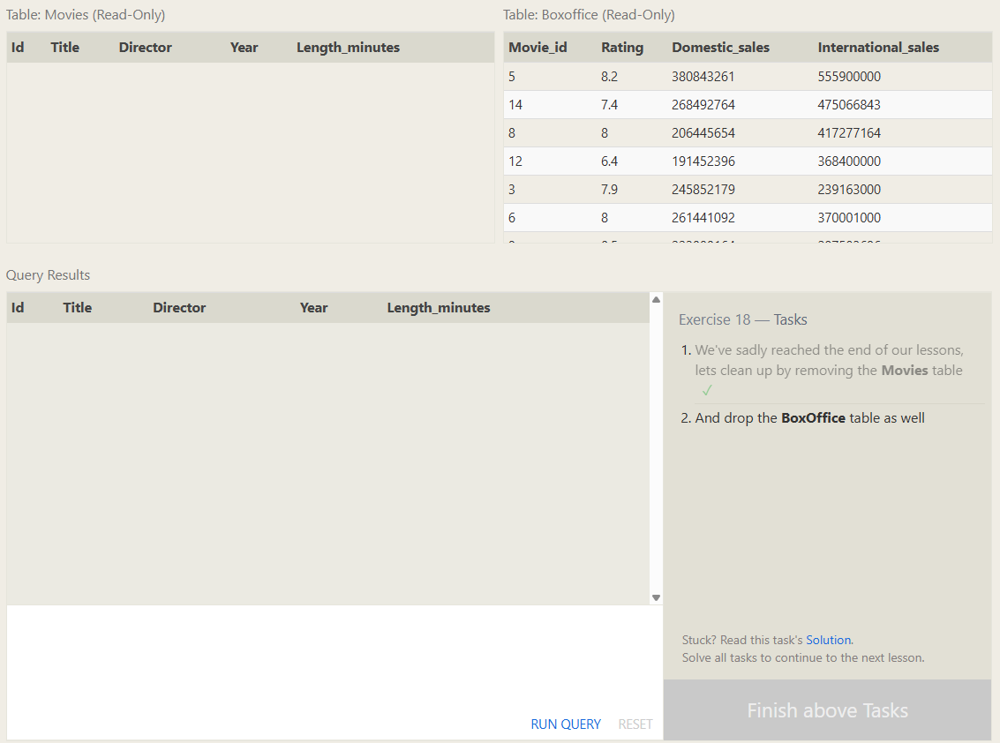 Table: Movies (Read-Only)
Id Title Director Year Length_minutes
Table: Boxoffice (Read-Only)
Movie_id Rating Domestic_sales International_sales
5 8.2 380843261 555900000
14 7.4 268492764 475066843
8 8 206445654 417277164
12 6.4 191452396 368400000
3 7.9 245852179 239163000
6 8 261441092 370001000
Query Results
Id Title Director Year Length_minutes
Exercise 18 — Tasks
1. We've sadly reached the end of our lessons,
lets clean up by removing the Movies table
✓
2. And drop the BoxOffice table as well
Stuck? Read this task's Solution.
Solve all tasks to continue to the next lesson.
RUN QUERY RESET
Finish above Tasks